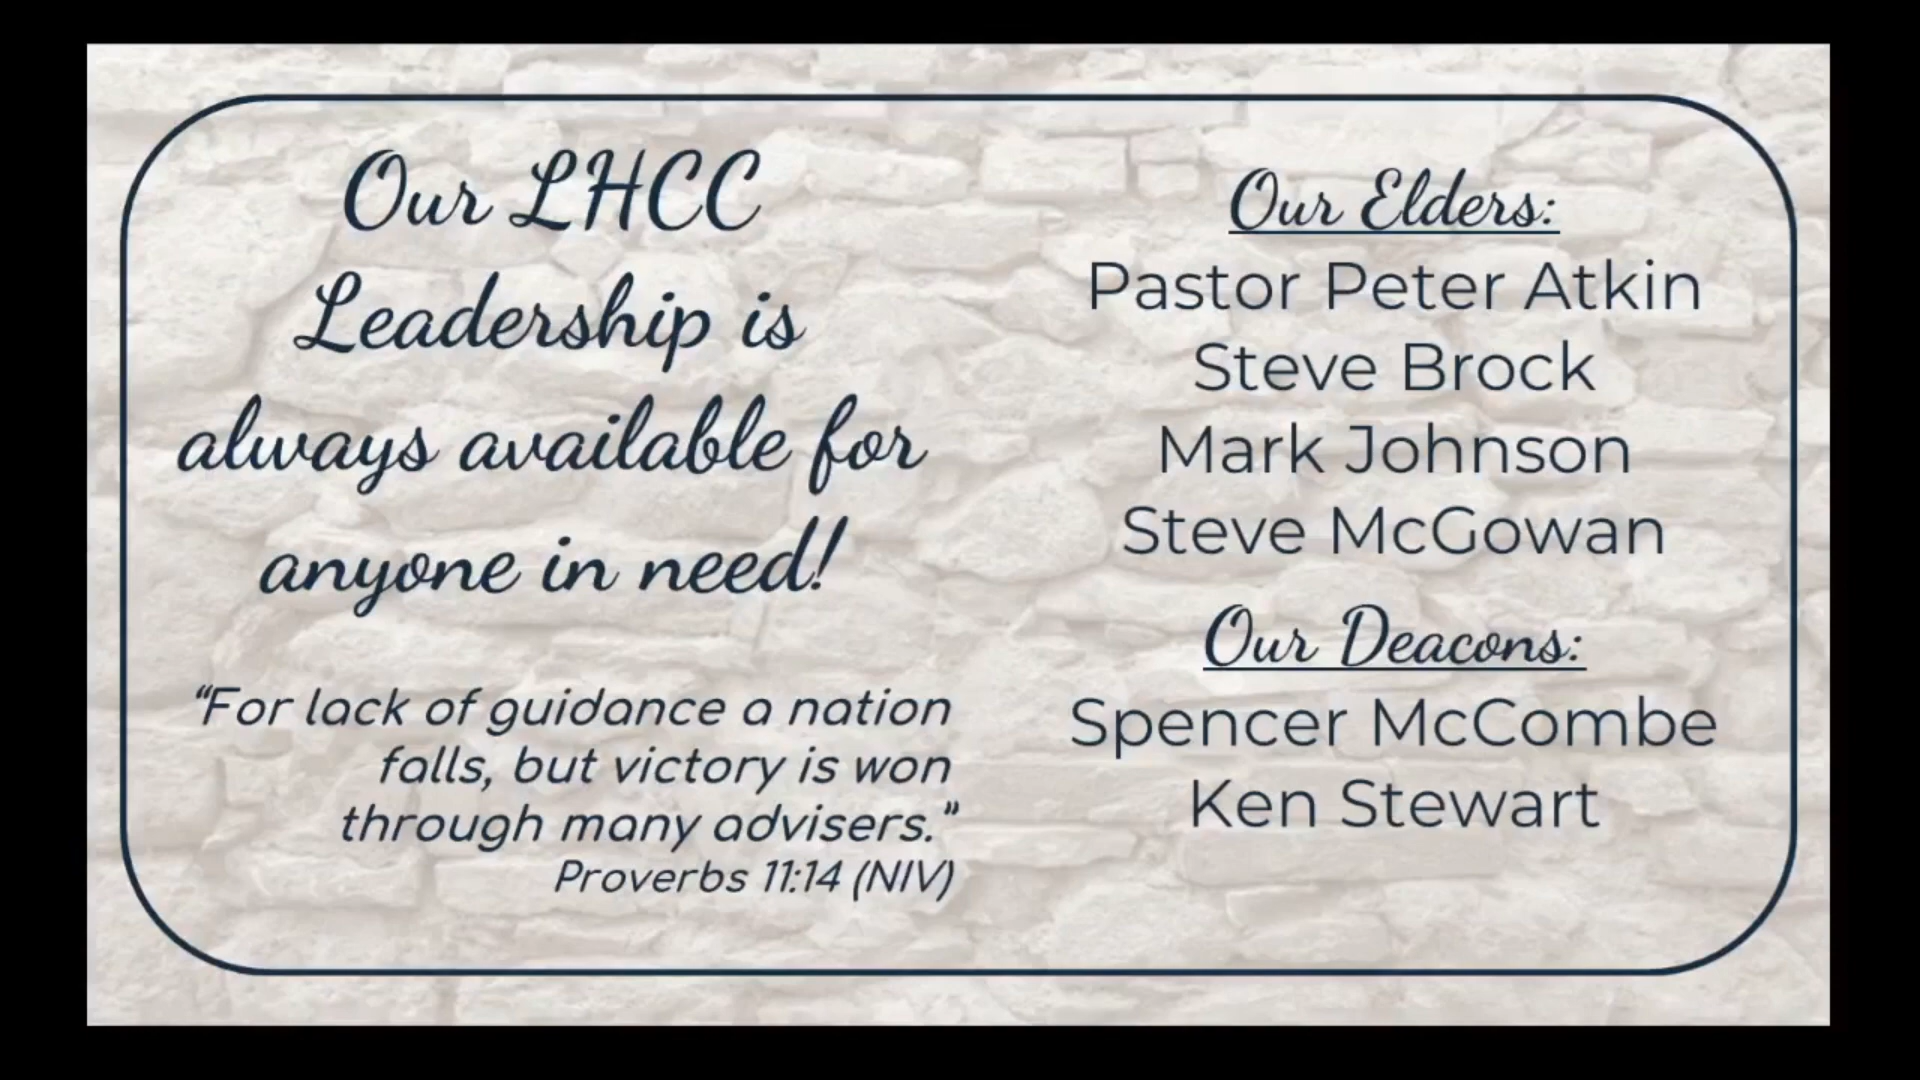 Our LHCC
Leadership is
always available for
anyone in need!
“For lack of guidance a nation
falls, but victory is won
through many advisers.”
Proverbs 11:14 (NIV)
Our Elders:
Pastor Peter Atkin
Steve Brock
Mark Johnson
Steve McGowan
Our Deacons:
Spencer McCombe
Ken Stewart